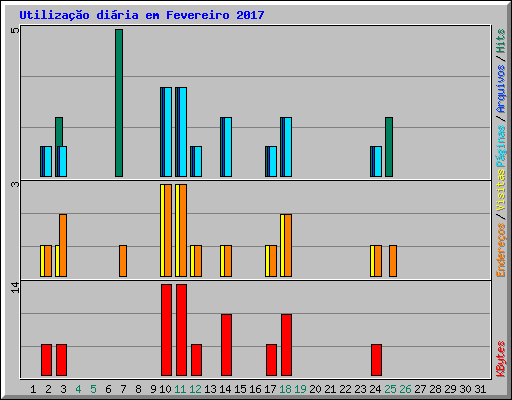 Utilização diária em Fevereiro 2017
5
3
14
1 2 3 4 5 6 7 8 9 10 11 12 13 14 15 16 17 18 19 20 21 22 23 24 25 26 27 28 29 30 31
Endereços / Visitas Páginas / Arquivos / Hits
KBytes